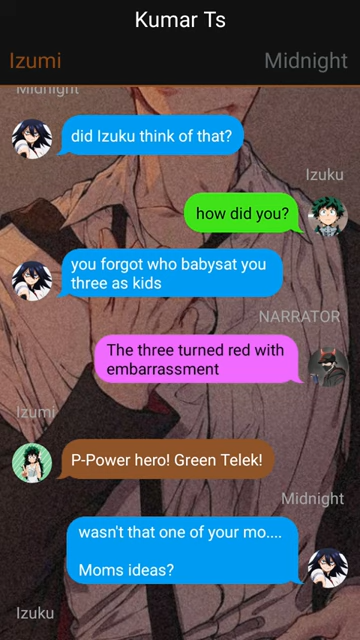 Kumar Ts
Izumi
Midnight
Midnight
did Izuku think of that?
Izuku
how did you?
you forgot who babysat you
three as kids
NARRATOR
The three turned red with
embarrassment
Izumi
P-Power hero! Green Telek!
Midnight
wasn't that one of your mo....
Moms ideas?
Izuku